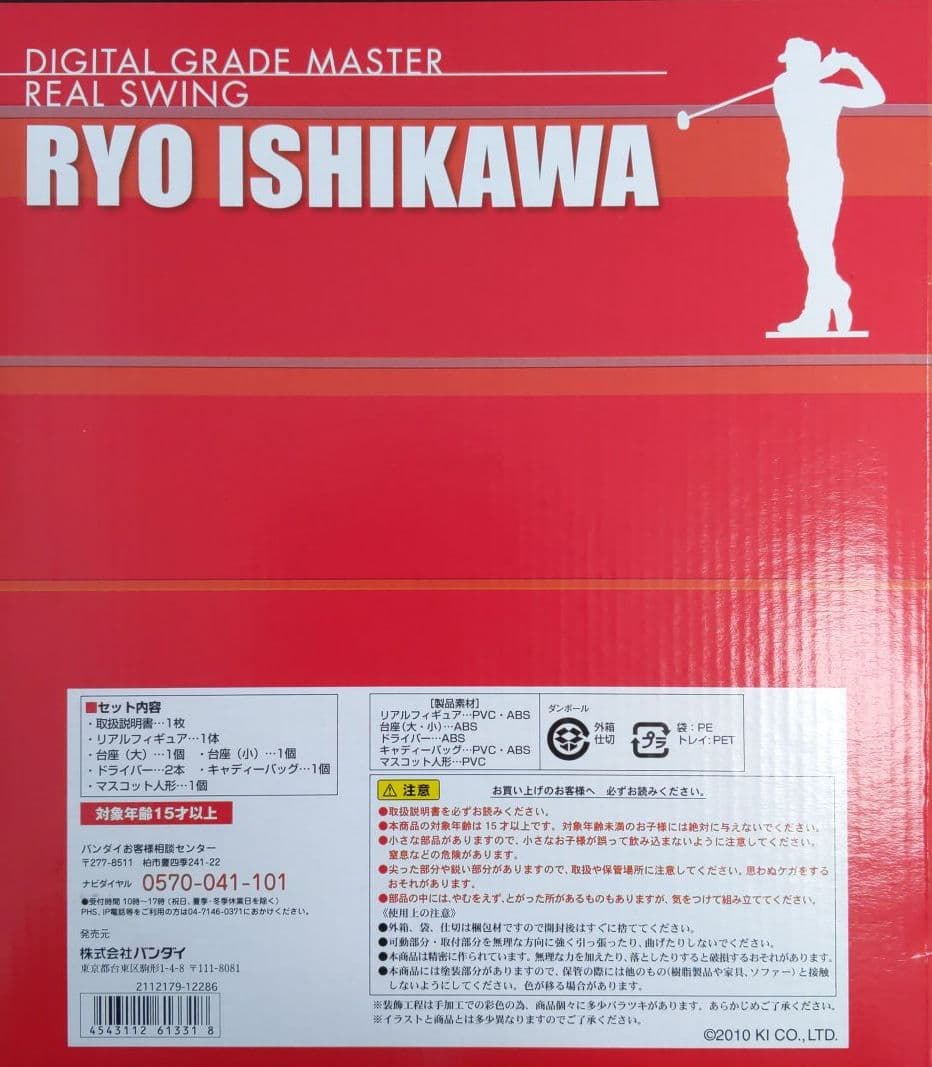 DIGITAL GRADE MASTER
REAL SWING
RYO ISHIKAWA
■セット内容
・取扱説明書…1枚
・リアルフィギュア…1体
・台座（大）…1個　・台座（小）…1個
・ドライバー…2本　・キャディーバッグ…1個
・マスコット人形…1個
対象年齢15才以上
バンダイお客様相談センター
〒277-8511　柏市豊四季241-22
ナビダイヤル 0570-041-101
●受付時間 10時〜17時（祝日、夏季・冬季休業日を除く）
PHS、IP電話等をご利用の方は04-7146-0371におかけください。
発売元
株式会社バンダイ
東京都台東区駒形1-4-8 〒111-8081
2112179-12286
4543112 61331 8
【製品素材】
リアルフィギュア…PVC・ABS
台座（大・小）…ABS
ドライバー…ABS
キャディーバッグ…PVC・ABS
マスコット人形…PVC
ダンボール
外箱
仕切
プラ
袋：PE
トレイ：PET
⚠ 注意　お買い上げのお客様へ　必ずお読みください。
●取扱説明書を必ずお読みください。
●本商品の対象年齢は15才以上です。対象年齢未満のお子様には絶対に与えないでください。
●小さな部品がありますので、小さなお子様が誤って飲み込まないように注意してください。
窒息などの危険があります。
●尖った部分や鋭い部分がありますので、取扱や保管場所に注意してください。思わぬケガをする
おそれがあります。
●部品の中には、やむをえず、とがった所があるものもありますが、気をつけて組み立ててください。
《使用上の注意》
●外箱、袋、仕切は梱包材ですので開封後はすぐに捨ててください。
●可動部分・取付部分を無理な方向に強く引っ張ったり、曲げたりしないでください。
●本商品は精密に作られています。無理な力を加えたり、落としたりすると破損するおそれがあります。
●本商品には塗装部分がありますので、保管の際には他のもの（樹脂製品や家具、ソファー）と接触
しないようにしてください。色が移る場合があります。
※装飾工程は手加工での彩色の為、商品個々に多少バラツキがあります。あらかじめご了承ください。
※イラストと商品とは多少異なりますのでご了承ください。
©2010 KI CO.,LTD.